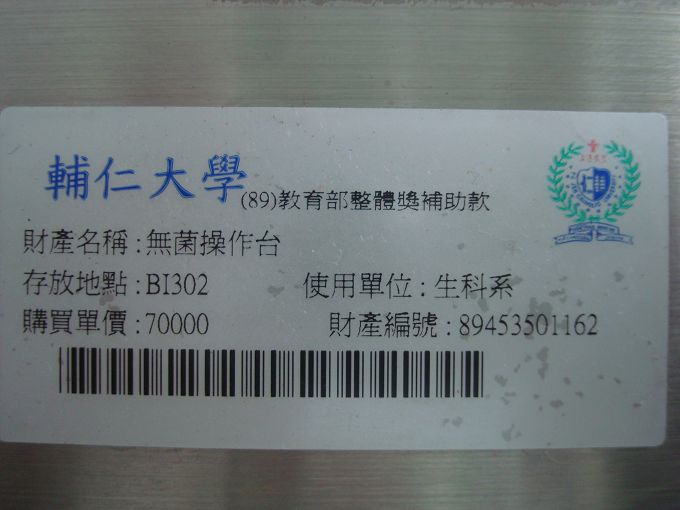 輔仁大學 (89)教育部整體獎補助款
財產名稱:無菌操作台
存放地點:BI302 使用單位:生科系
購買單價:70000 財產編號:89453501162